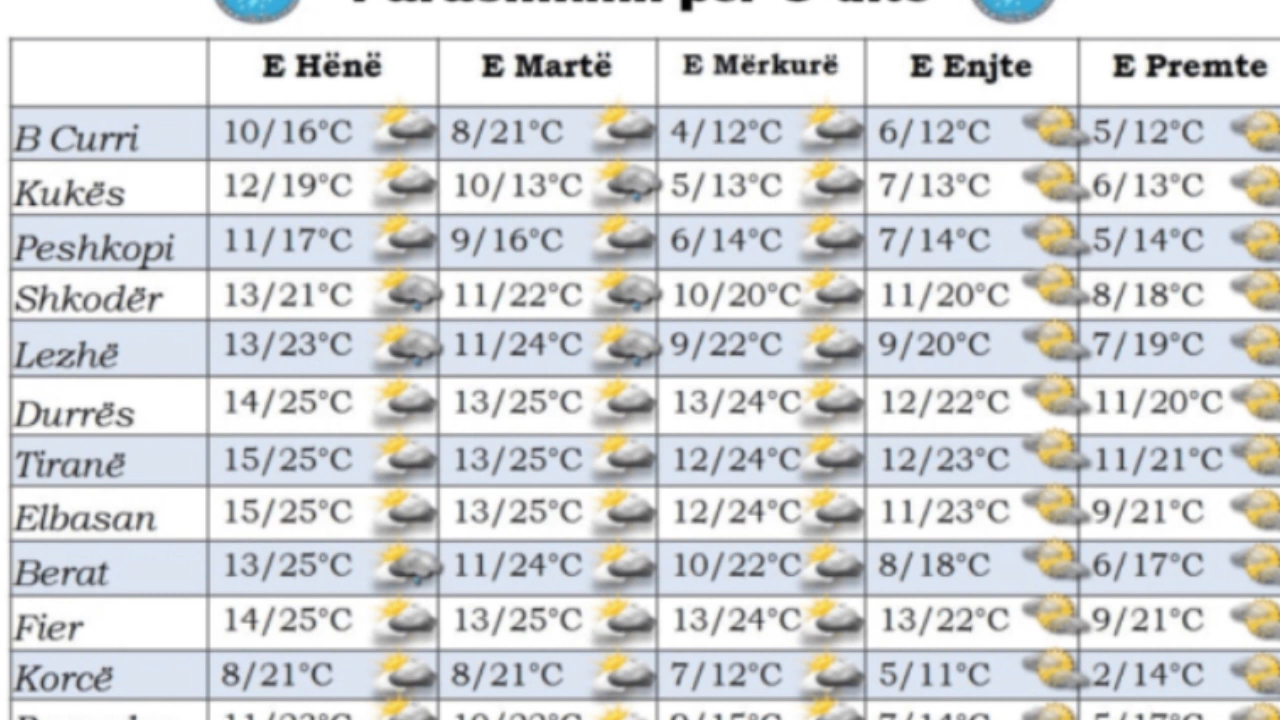 për 5 ditë
E Hënë E Martë E Mërkurë E Enjte E Premte
B Curri 10/16°C 8/21°C 4/12°C 6/12°C 5/12°C
Kukës 12/19°C 10/13°C 5/13°C 7/13°C 6/13°C
Peshkopi 11/17°C 9/16°C 6/14°C 7/14°C 5/14°C
Shkodër 13/21°C 11/22°C 10/20°C 11/20°C 8/18°C
Lezhë 13/23°C 11/24°C 9/22°C 9/20°C 7/19°C
Durrës 14/25°C 13/25°C 13/24°C 12/22°C 11/20°C
Tiranë 15/25°C 13/25°C 12/24°C 12/23°C 11/21°C
Elbasan 15/25°C 13/25°C 12/24°C 11/23°C 9/21°C
Berat 13/25°C 11/24°C 10/22°C 8/18°C 6/17°C
Fier 14/25°C 13/25°C 13/24°C 13/22°C 9/21°C
Korcë 8/21°C 8/21°C 7/12°C 5/11°C 2/14°C